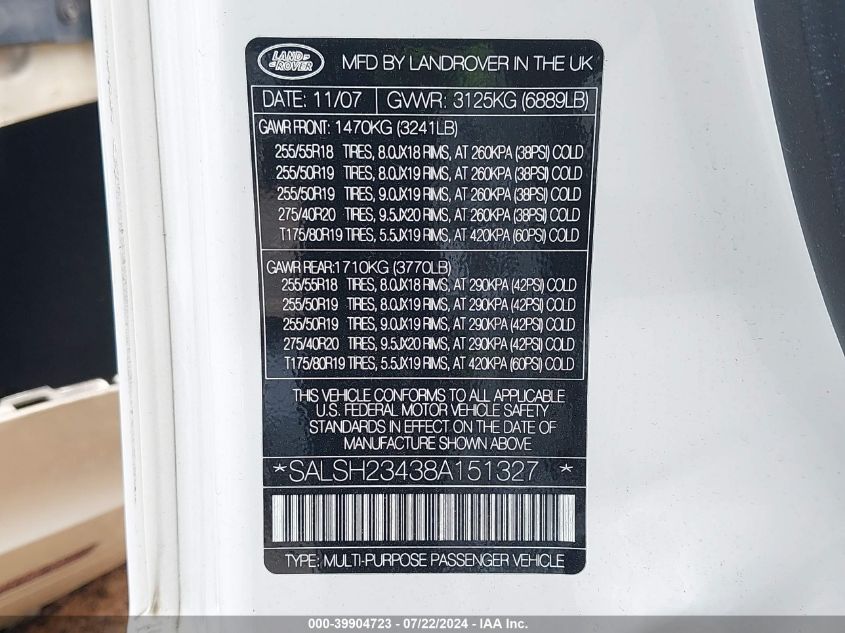 LAND ROVER
MFD BY LANDROVER IN THE UK
DATE: 11/07 GVWR: 3125KG (6889LB)
GAWR FRONT: 1470KG (3241LB)
255/55R18 TIRES, 8.0JX18 RIMS, AT 260KPA (38PSI) COLD
255/50R19 TIRES, 8.0JX19 RIMS, AT 260KPA (38PSI) COLD
255/50R19 TIRES, 9.0JX19 RIMS, AT 260KPA (38PSI) COLD
275/40R20 TIRES, 9.5JX20 RIMS, AT 260KPA (38PSI) COLD
T175/80R19 TIRES, 5.5JX19 RIMS, AT 420KPA (60PSI) COLD
GAWR REAR: 1710KG (3770LB)
255/55R18 TIRES, 8.0JX18 RIMS, AT 290KPA (42PSI) COLD
255/50R19 TIRES, 8.0JX19 RIMS, AT 290KPA (42PSI) COLD
255/50R19 TIRES, 9.0JX19 RIMS, AT 290KPA (42PSI) COLD
275/40R20 TIRES, 9.5JX20 RIMS, AT 290KPA (42PSI) COLD
T175/80R19 TIRES, 5.5JX19 RIMS, AT 420KPA (60PSI) COLD
THIS VEHICLE CONFORMS TO ALL APPLICABLE
U.S. FEDERAL MOTOR VEHICLE SAFETY
STANDARDS IN EFFECT ON THE DATE OF
MANUFACTURE SHOWN ABOVE
*SALSH23438A151327 *
TYPE: MULTI-PURPOSE PASSENGER VEHICLE
000-39904723 - 07/22/2024 - IAA Inc.